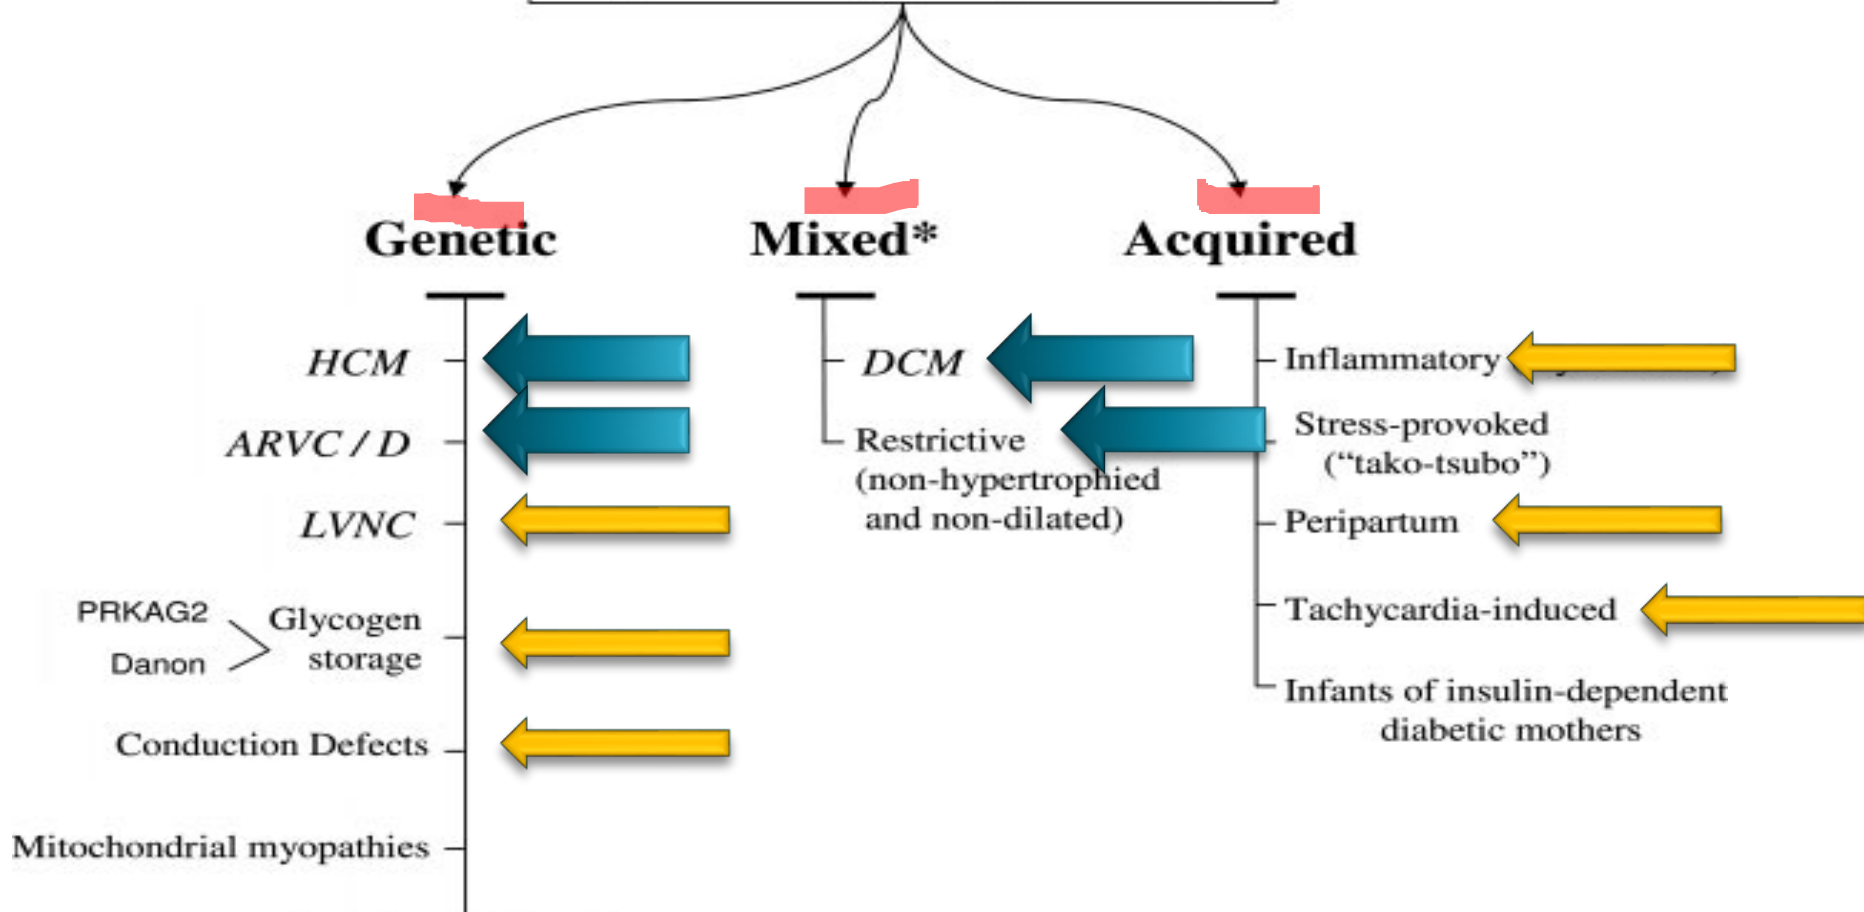 Genetic
Mixed*
Acquired
HCM
ARVC / D
LVNC
PRKAG2
Danon
Glycogen
storage
Conduction Defects
Mitochondrial myopathies
DCM
Restrictive
(non-hypertrophied
and non-dilated)
Inflammatory
Stress-provoked
(“tako-tsubo”)
Peripartum
Tachycardia-induced
Infants of insulin-dependent
diabetic mothers